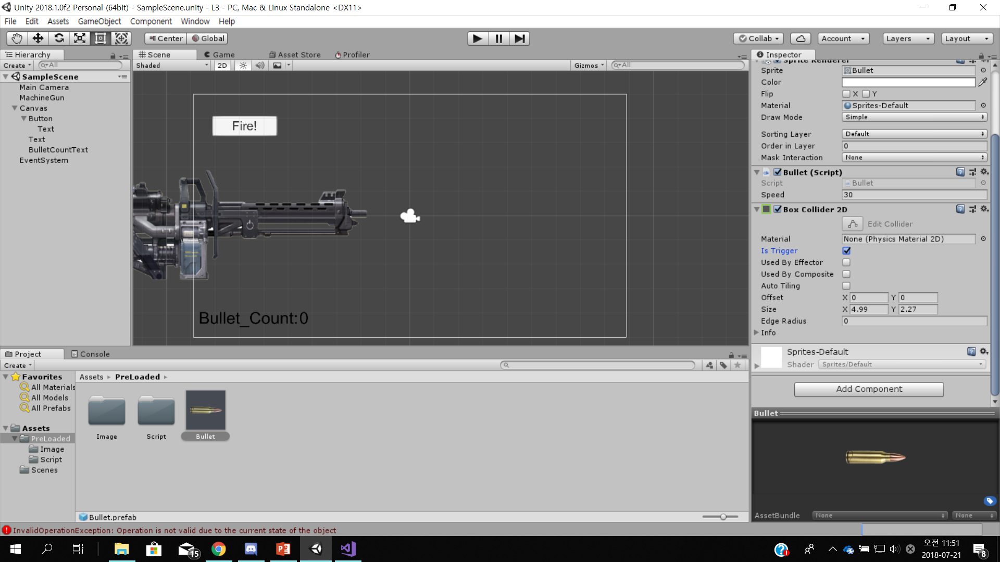 Unity 2018.1.0f2 Personal (64bit) - SampleScene.unity - L3 - PC, Mac & Linux Standalone <DX11>
File Edit Assets GameObject Component Window Help
Center Global Collab Account Layers Layout
Hierarchy
Create All
SampleScene
Main Camera
MachineGun
Canvas
Button
Text
Text
BulletCountText
EventSystem
Scene Game Asset Store Profiler
Shaded 2D Gizmos All
Fire!
Bullet_Count:0
Inspector
Sprite Renderer
Sprite Bullet
Color
Flip X Y
Material Sprites-Default
Draw Mode Simple
Sorting Layer Default
Order in Layer 0
Mask Interaction None
Bullet (Script)
Script Bullet
Speed 30
Box Collider 2D
Edit Collider
Material None (Physics Material 2D)
Is Trigger
Used By Effector
Used By Composite
Auto Tiling
Offset X 0 Y 0
Size X 4.99 Y 2.27
Edge Radius 0
Info
Sprites-Default
Shader Sprites/Default
Add Component
Bullet
AssetBundle None None
Project Console
Create
Favorites
All Materials
All Models
All Prefabs
Assets
PreLoaded
Image
Script
Scenes
Assets PreLoaded
Image Script Bullet
Bullet.prefab
InvalidOperationException: Operation is not valid due to the current state of the object
15
오전 11:51
2018-07-21
8